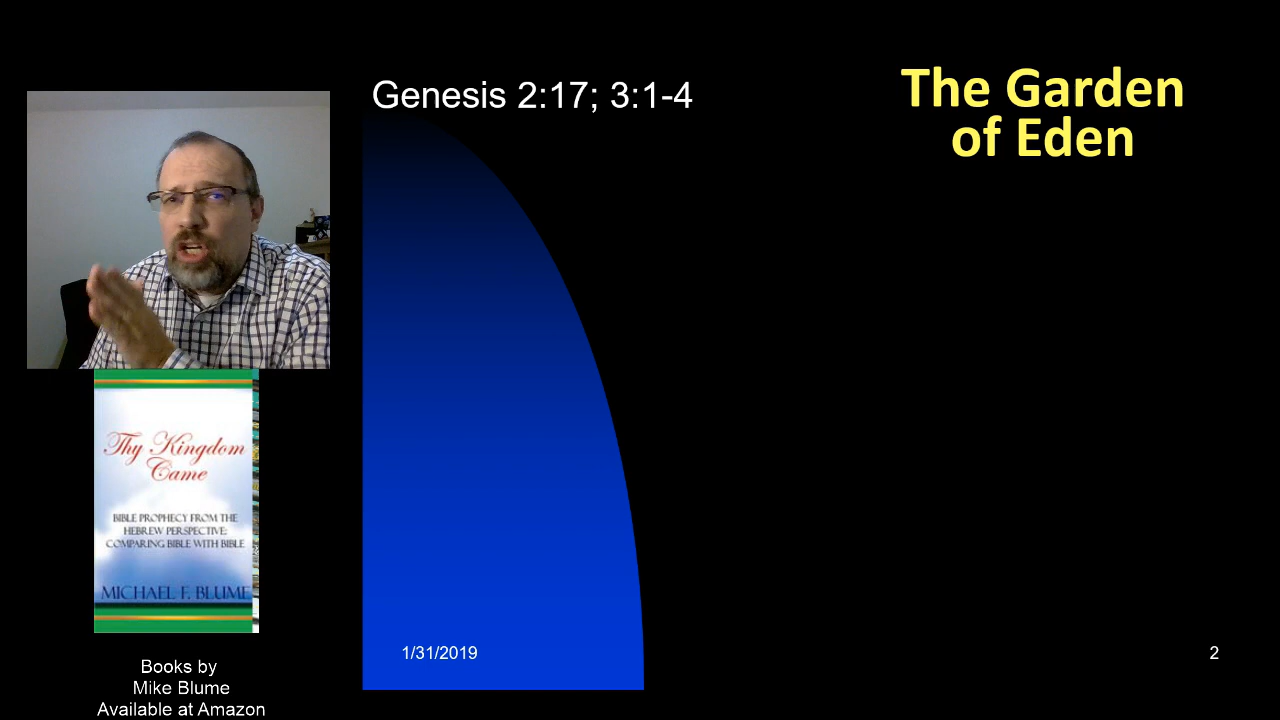 Genesis 2:17; 3:1-4
The Garden
of Eden
Thy Kingdom
Came
BIBLE PROPHECY FROM THE
HEBREW PERSPECTIVE:
COMPARING BIBLE WITH BIBLE
MICHAEL F. BLUME
Books by
Mike Blume
Available at Amazon
1/31/2019
2